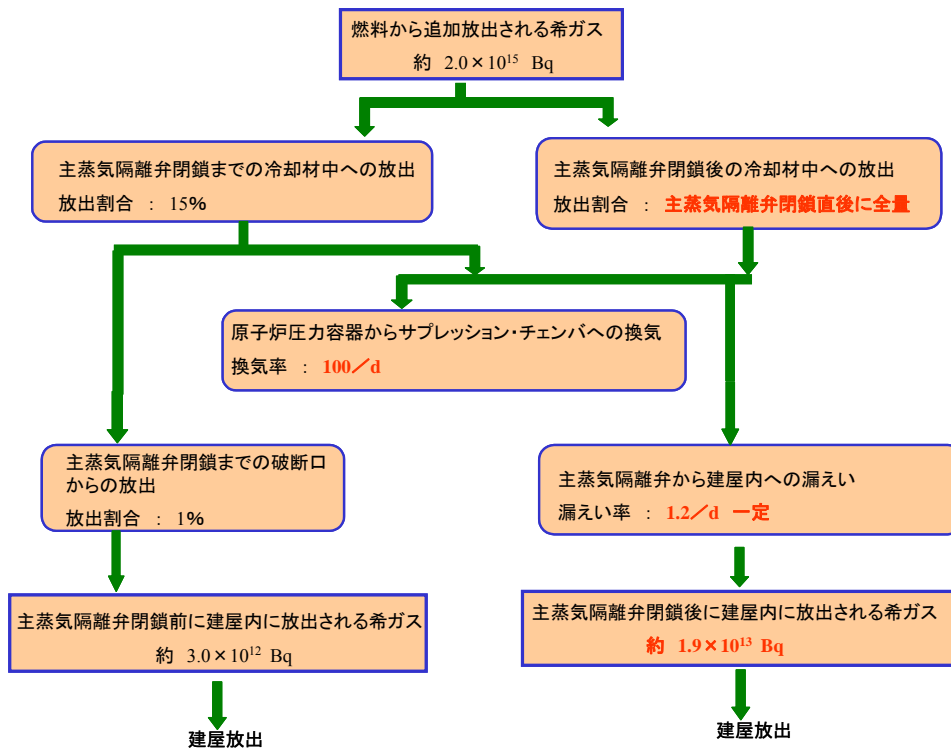 燃料から追加放出される希ガス
約 2.0×10¹⁵ Bq
主蒸気隔離弁閉鎖までの冷却材中への放出
放出割合 : 15%
主蒸気隔離弁閉鎖後の冷却材中への放出
放出割合 : 主蒸気隔離弁閉鎖直後に全量
原子炉圧力容器からサプレッション・チェンバへの換気
換気率 : 100/d
主蒸気隔離弁閉鎖までの破断口
からの放出
放出割合 : 1%
主蒸気隔離弁から建屋内への漏えい
漏えい率 : 1.2/d 一定
主蒸気隔離弁閉鎖前に建屋内に放出される希ガス
約 3.0×10¹² Bq
主蒸気隔離弁閉鎖後に建屋内に放出される希ガス
約 1.9×10¹³ Bq
建屋放出
建屋放出